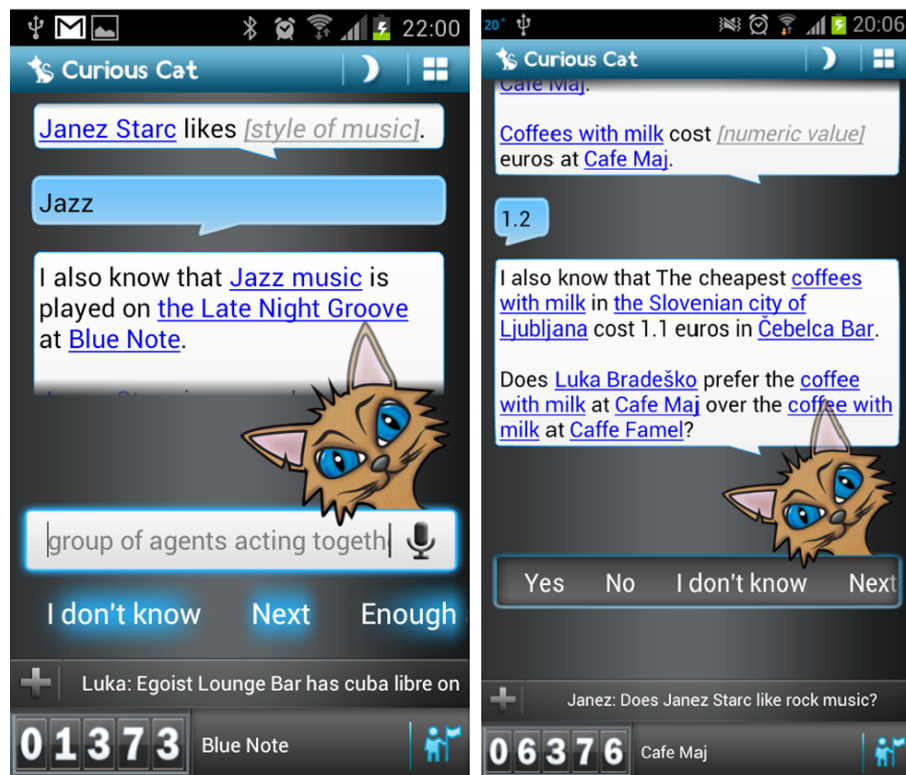 22:00
Curious Cat
Janez Starc likes [style of music].
Jazz
I also know that Jazz music is
played on the Late Night Groove
at Blue Note.
group of agents acting togeth
I don't know Next Enough
Luka: Egoist Lounge Bar has cuba libre on
01373 Blue Note
20° 20:06
Curious Cat
Cafe Maj.
Coffees with milk cost [numeric value]
euros at Cafe Maj.
1.2
I also know that The cheapest coffees
with milk in the Slovenian city of
Ljubljana cost 1.1 euros in Čebelca Bar.
Does Luka Bradeško prefer the coffee
with milk at Cafe Maj over the coffee with
milk at Caffe Famel?
Yes No I don't know Next
Janez: Does Janez Starc like rock music?
06376 Cafe Maj